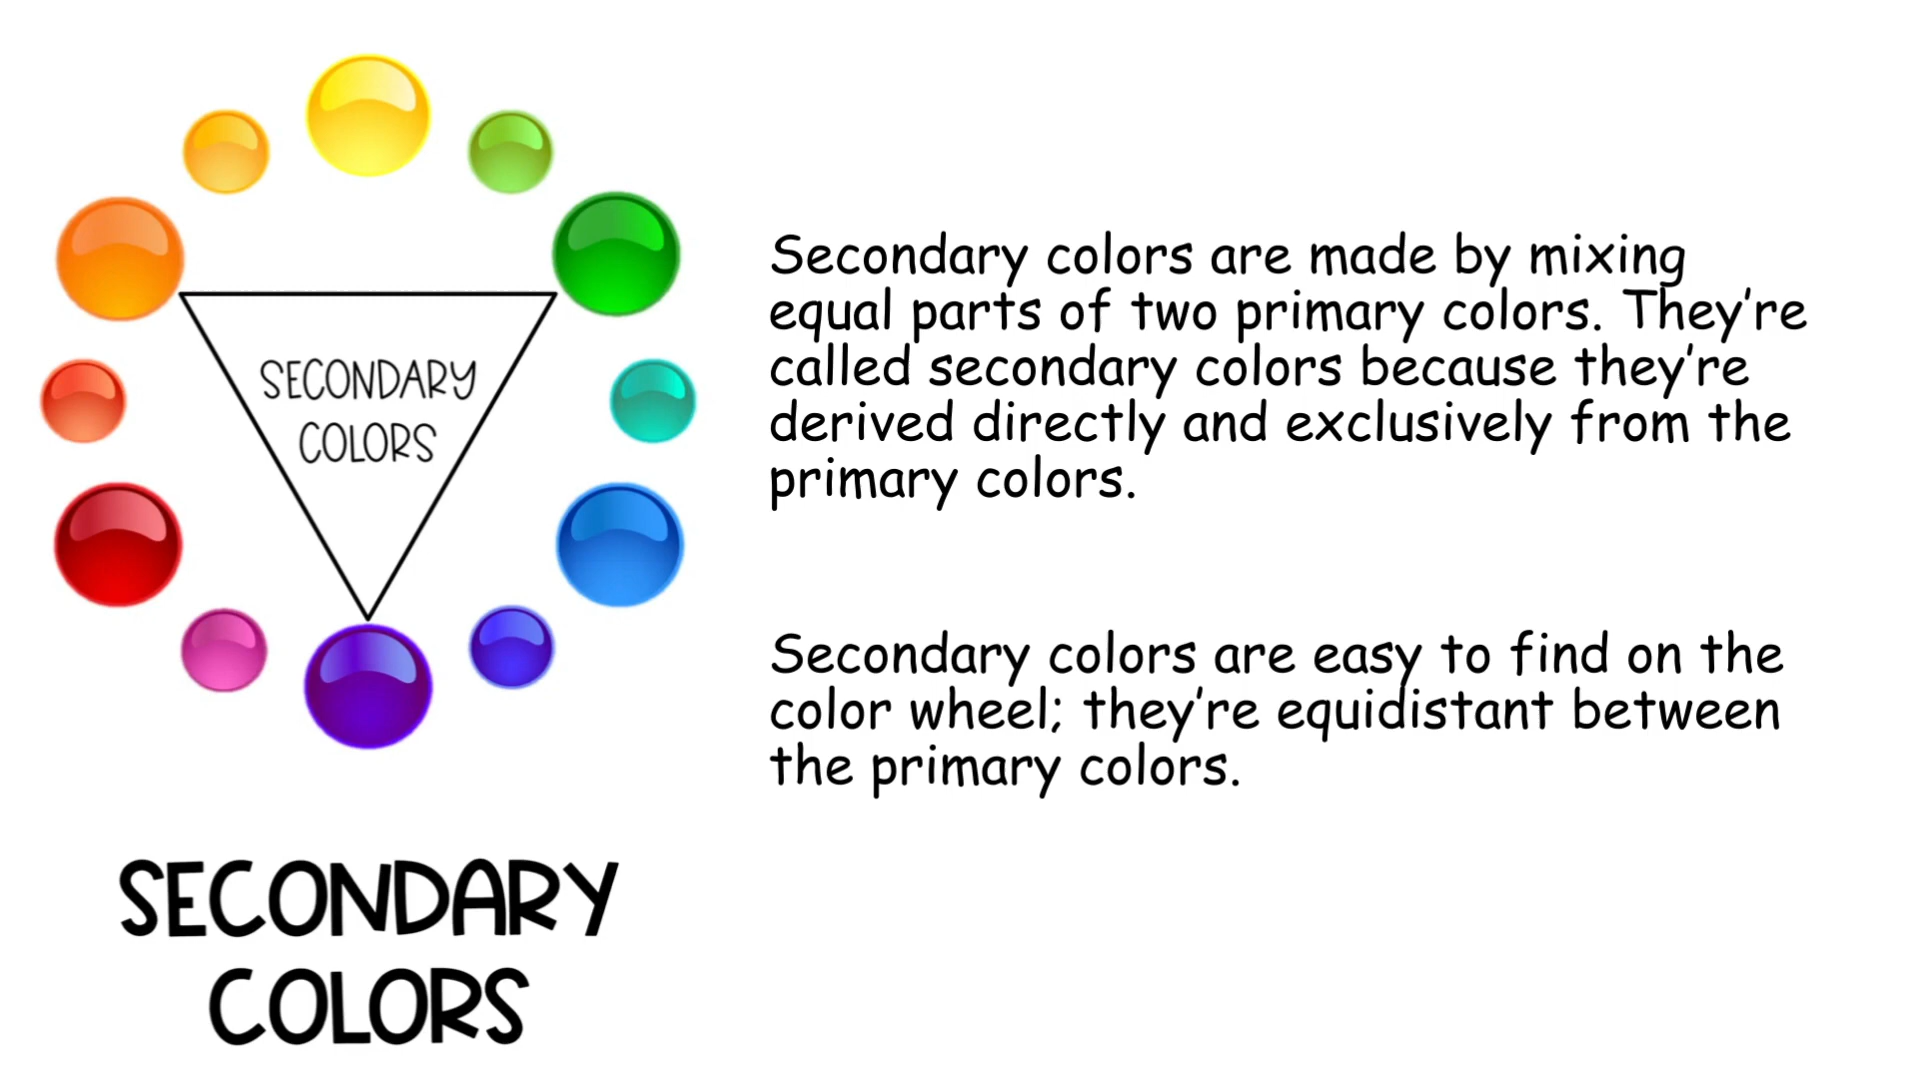 SECONDARY
COLORS
Secondary colors are made by mixing
equal parts of two primary colors. They’re
called secondary colors because they’re
derived directly and exclusively from the
primary colors.
Secondary colors are easy to find on the
color wheel; they’re equidistant between
the primary colors.
SECONDARY
COLORS